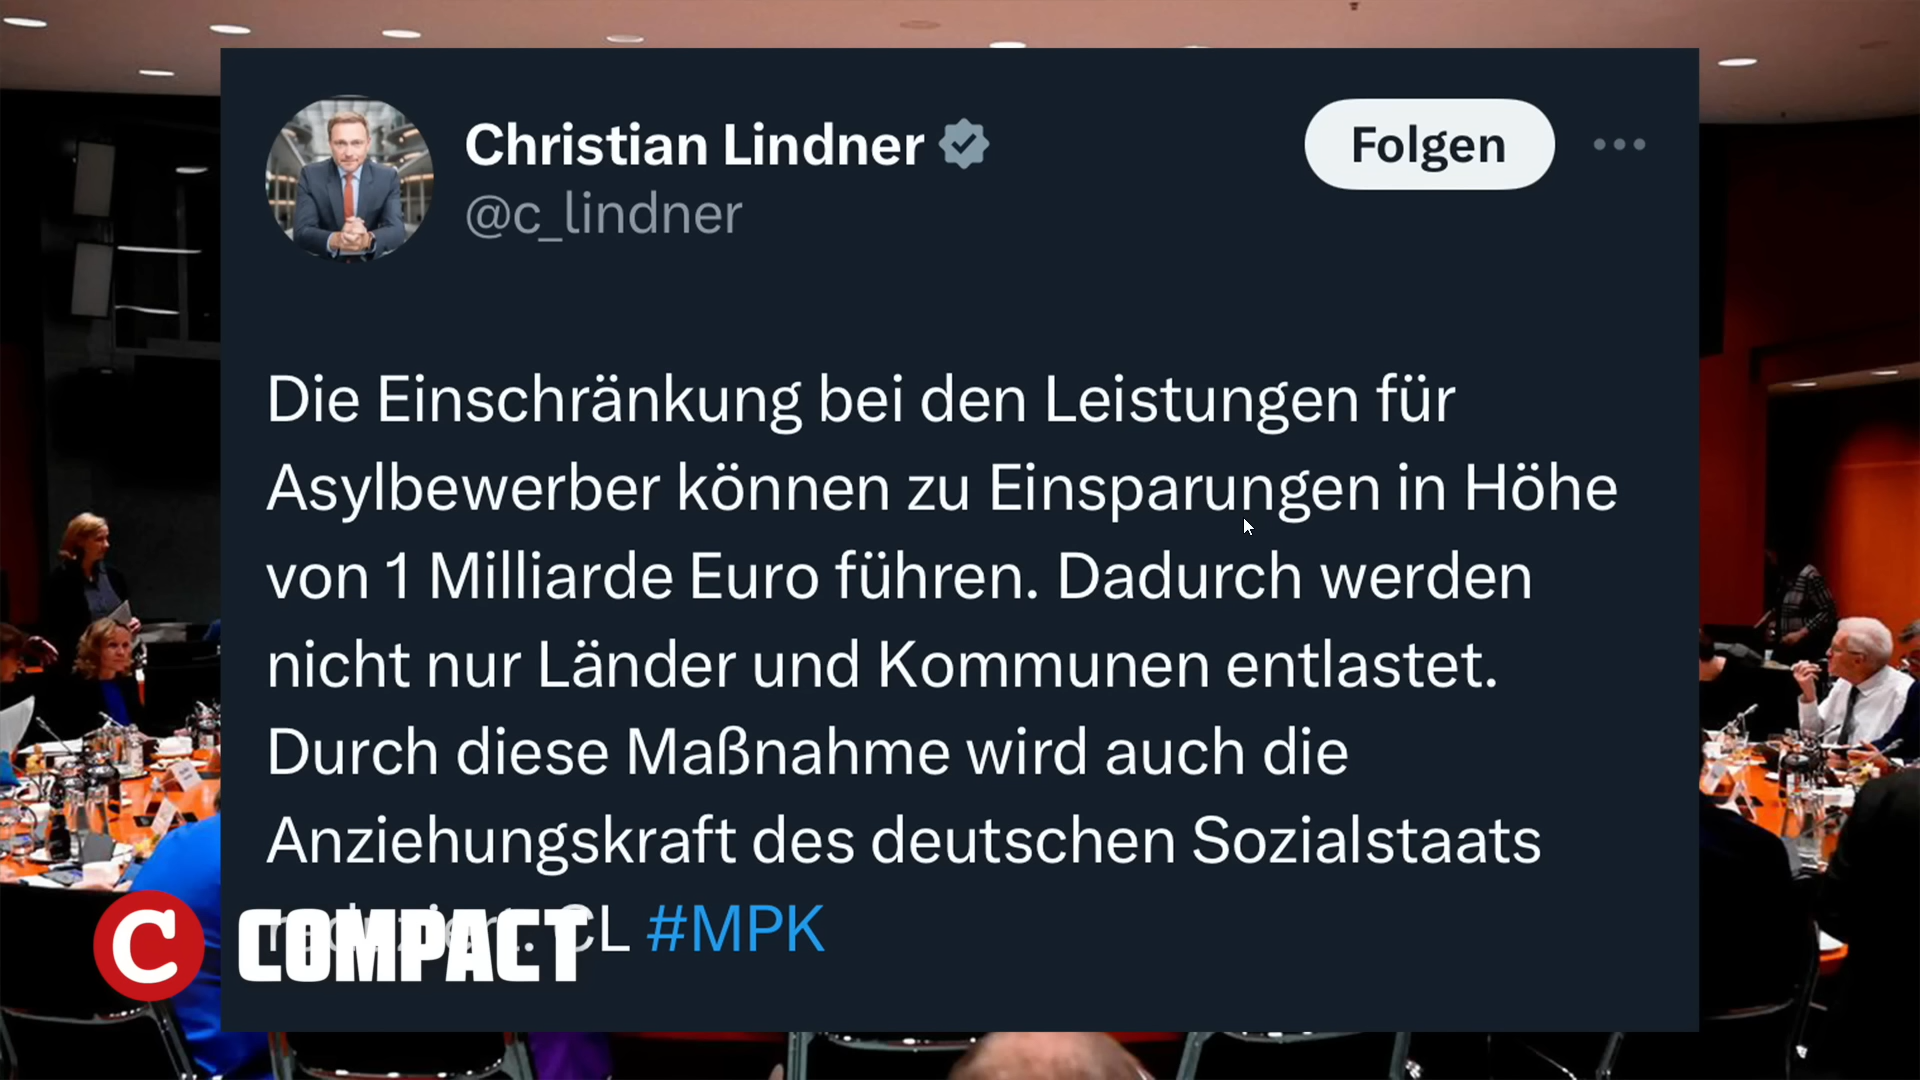 Christian Lindner
@c_lindner
Folgen
Die Einschränkung bei den Leistungen für
Asylbewerber können zu Einsparungen in Höhe
von 1 Milliarde Euro führen. Dadurch werden
nicht nur Länder und Kommunen entlastet.
Durch diese Maßnahme wird auch die
Anziehungskraft des deutschen Sozialstaats
CL #MPK
C COMPACT